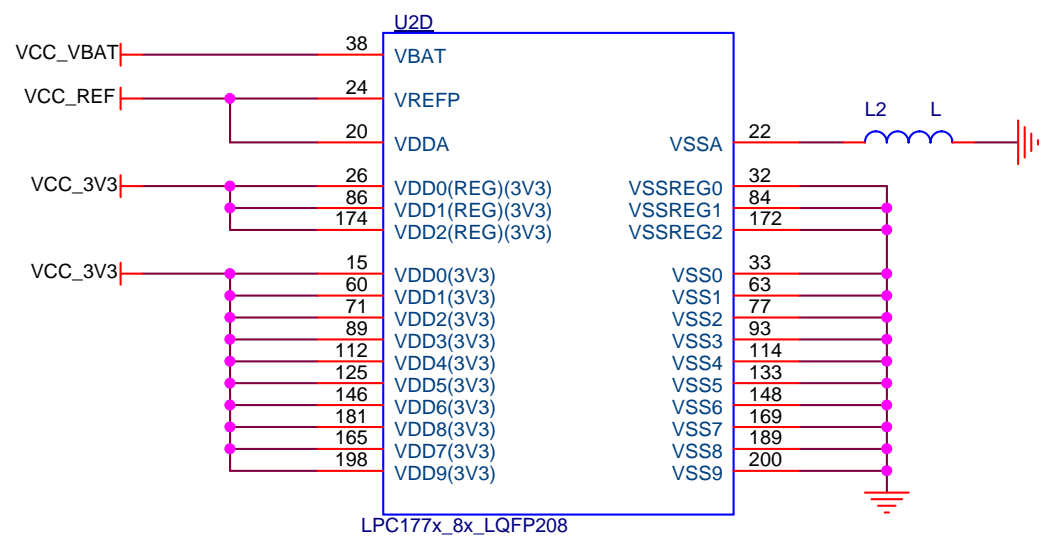 U2D
VCC_VBAT 38 VBAT
VCC_REF 24 VREFP
L2 L
20 VDDA VSSA 22
VCC_3V3 26 VDD0(REG)(3V3) VSSREG0 32
86 VDD1(REG)(3V3) VSSREG1 84
174 VDD2(REG)(3V3) VSSREG2 172
VCC_3V3 15 VDD0(3V3) VSS0 33
60 VDD1(3V3) VSS1 63
71 VDD2(3V3) VSS2 77
89 VDD3(3V3) VSS3 93
112 VDD4(3V3) VSS4 114
125 VDD5(3V3) VSS5 133
146 VDD6(3V3) VSS6 148
181 VDD8(3V3) VSS7 169
165 VDD7(3V3) VSS8 189
198 VDD9(3V3) VSS9 200
LPC177x_8x_LQFP208